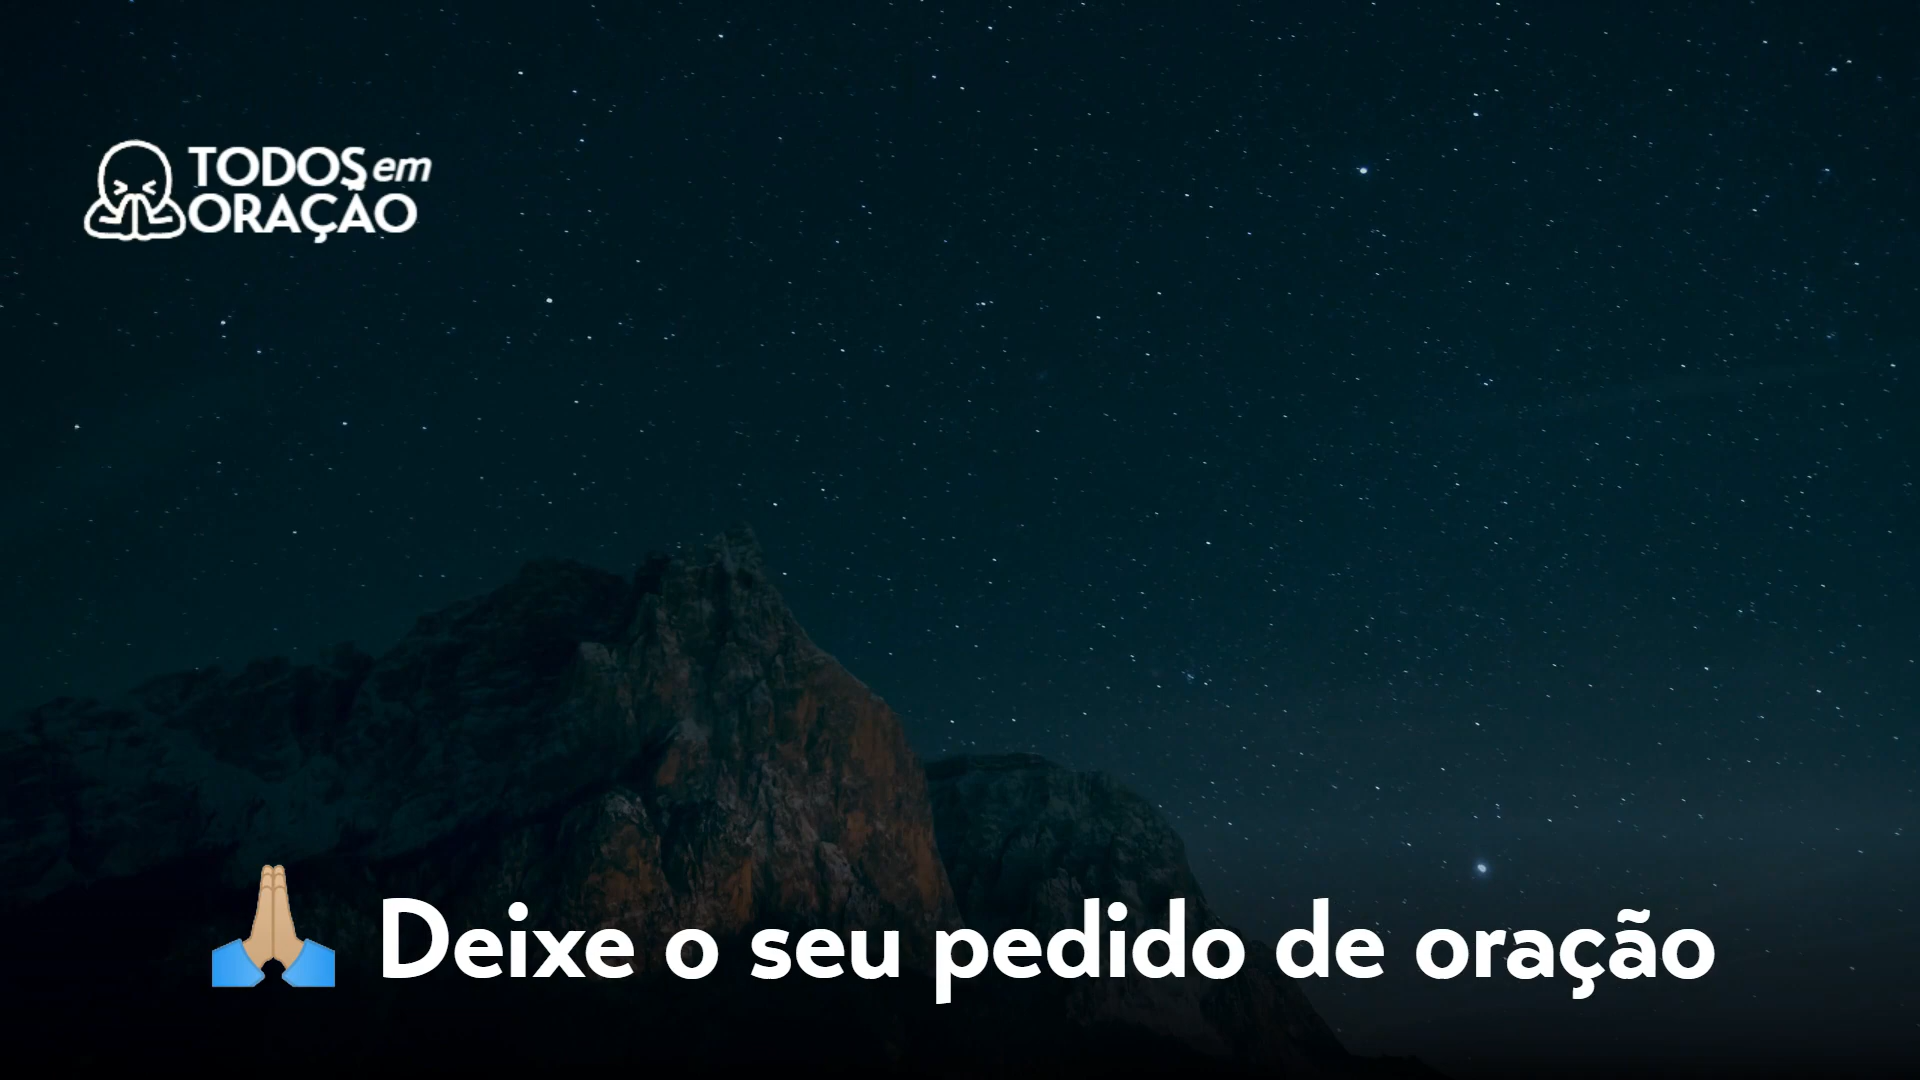 TODOS em
ORAÇÃO
🙏🏼 Deixe o seu pedido de oração